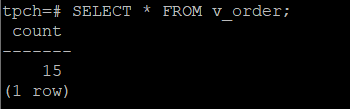 tpch=# SELECT * FROM v_order;
count
-------
15
(1 row)